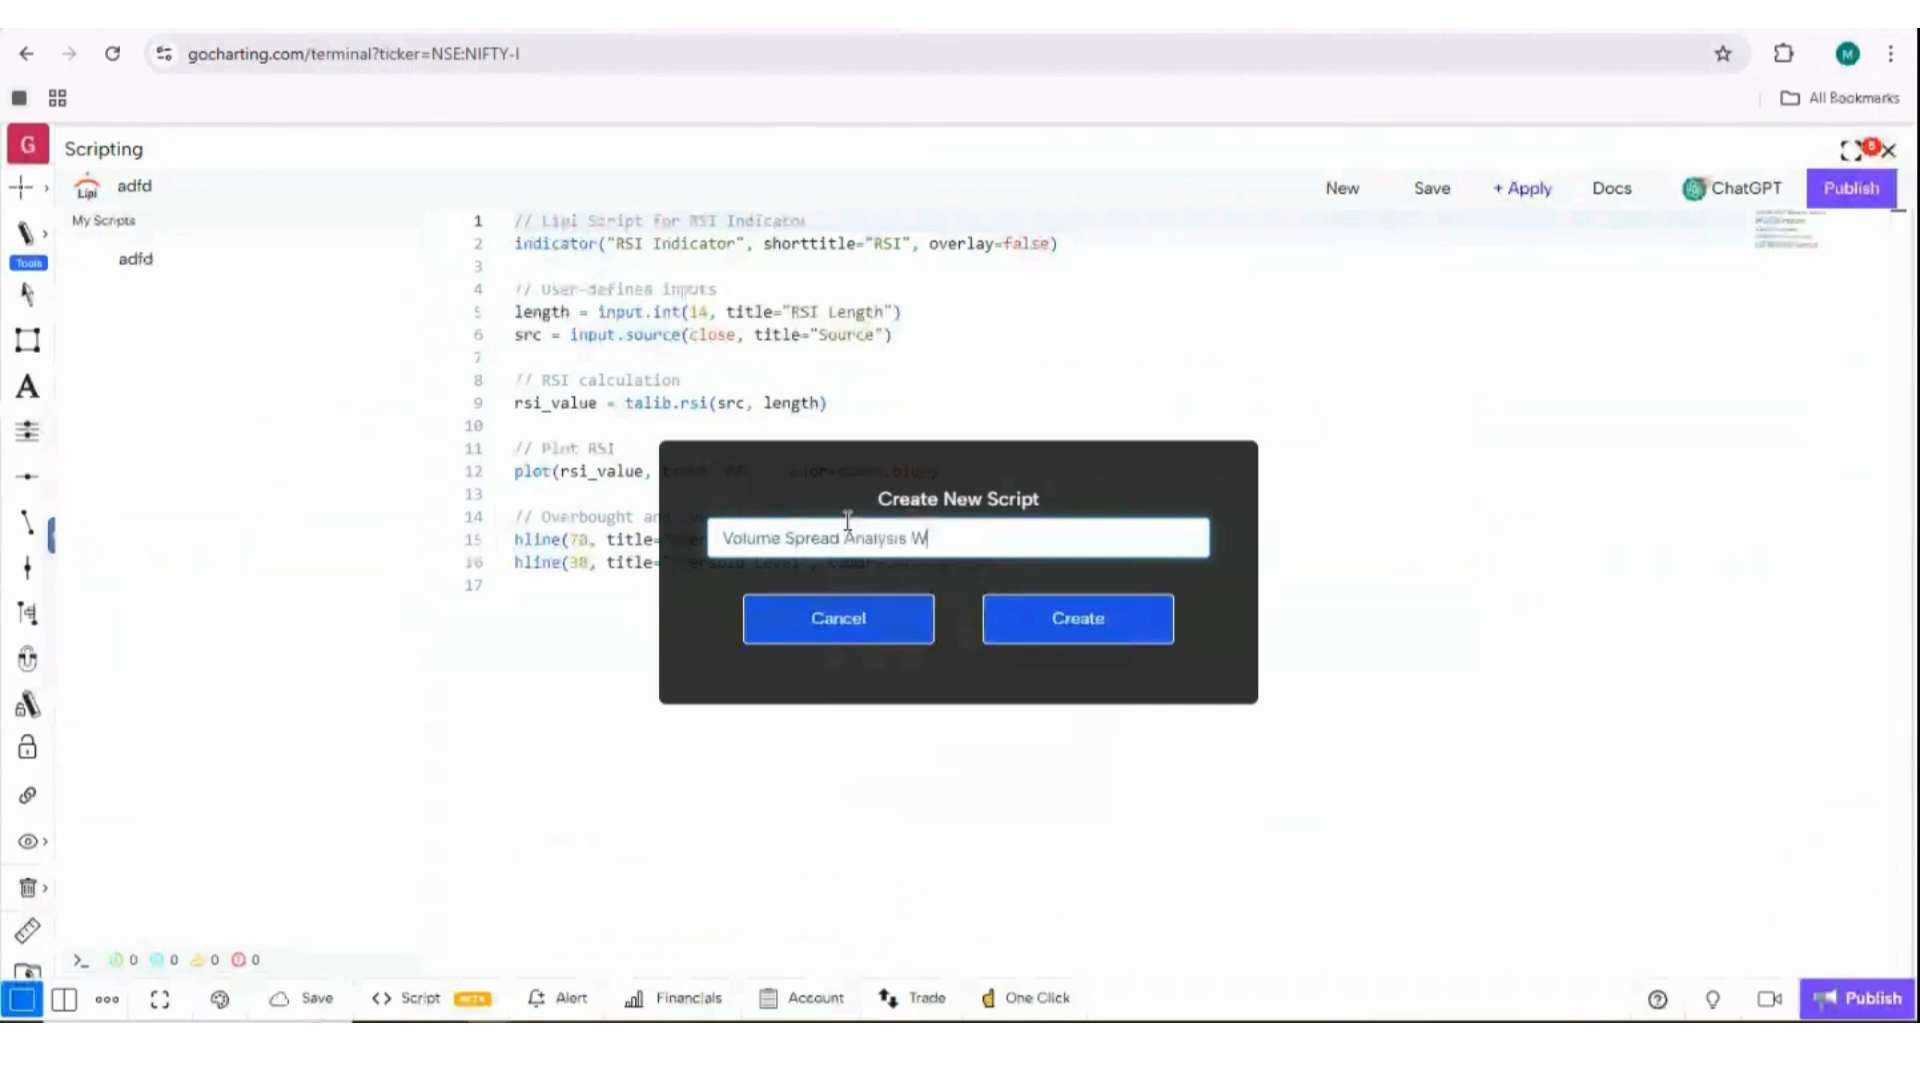 gocharting.com/terminal?ticker=NSE:NIFTY-I
M
All Bookmarks
G
Scripting
5
Lipi
adfd
New
Save
+ Apply
Docs
ChatGPT
Publish
My Scripts
adfd
Tools
1 // Lipi Script for RSI Indicator
2 indicator("RSI Indicator", shorttitle="RSI", overlay=false)
3
4 // User-defines inputs
5 length = input.int(14, title="RSI Length")
6 src = input.source(close, title="Source")
7
8 // RSI calculation
9 rsi_value = talib.rsi(src, length)
10
11 // Plot RSI
12 plot(rsi_value,
13
14 // Overbought an
15 hline(70, title=
16 hline(30, title=
17
Create New Script
Volume Spread Analysis W
Cancel
Create
>_ 0 0 0 0
Save
<> Script BETA
Alert
Financials
Account
Trade
One Click
Publish